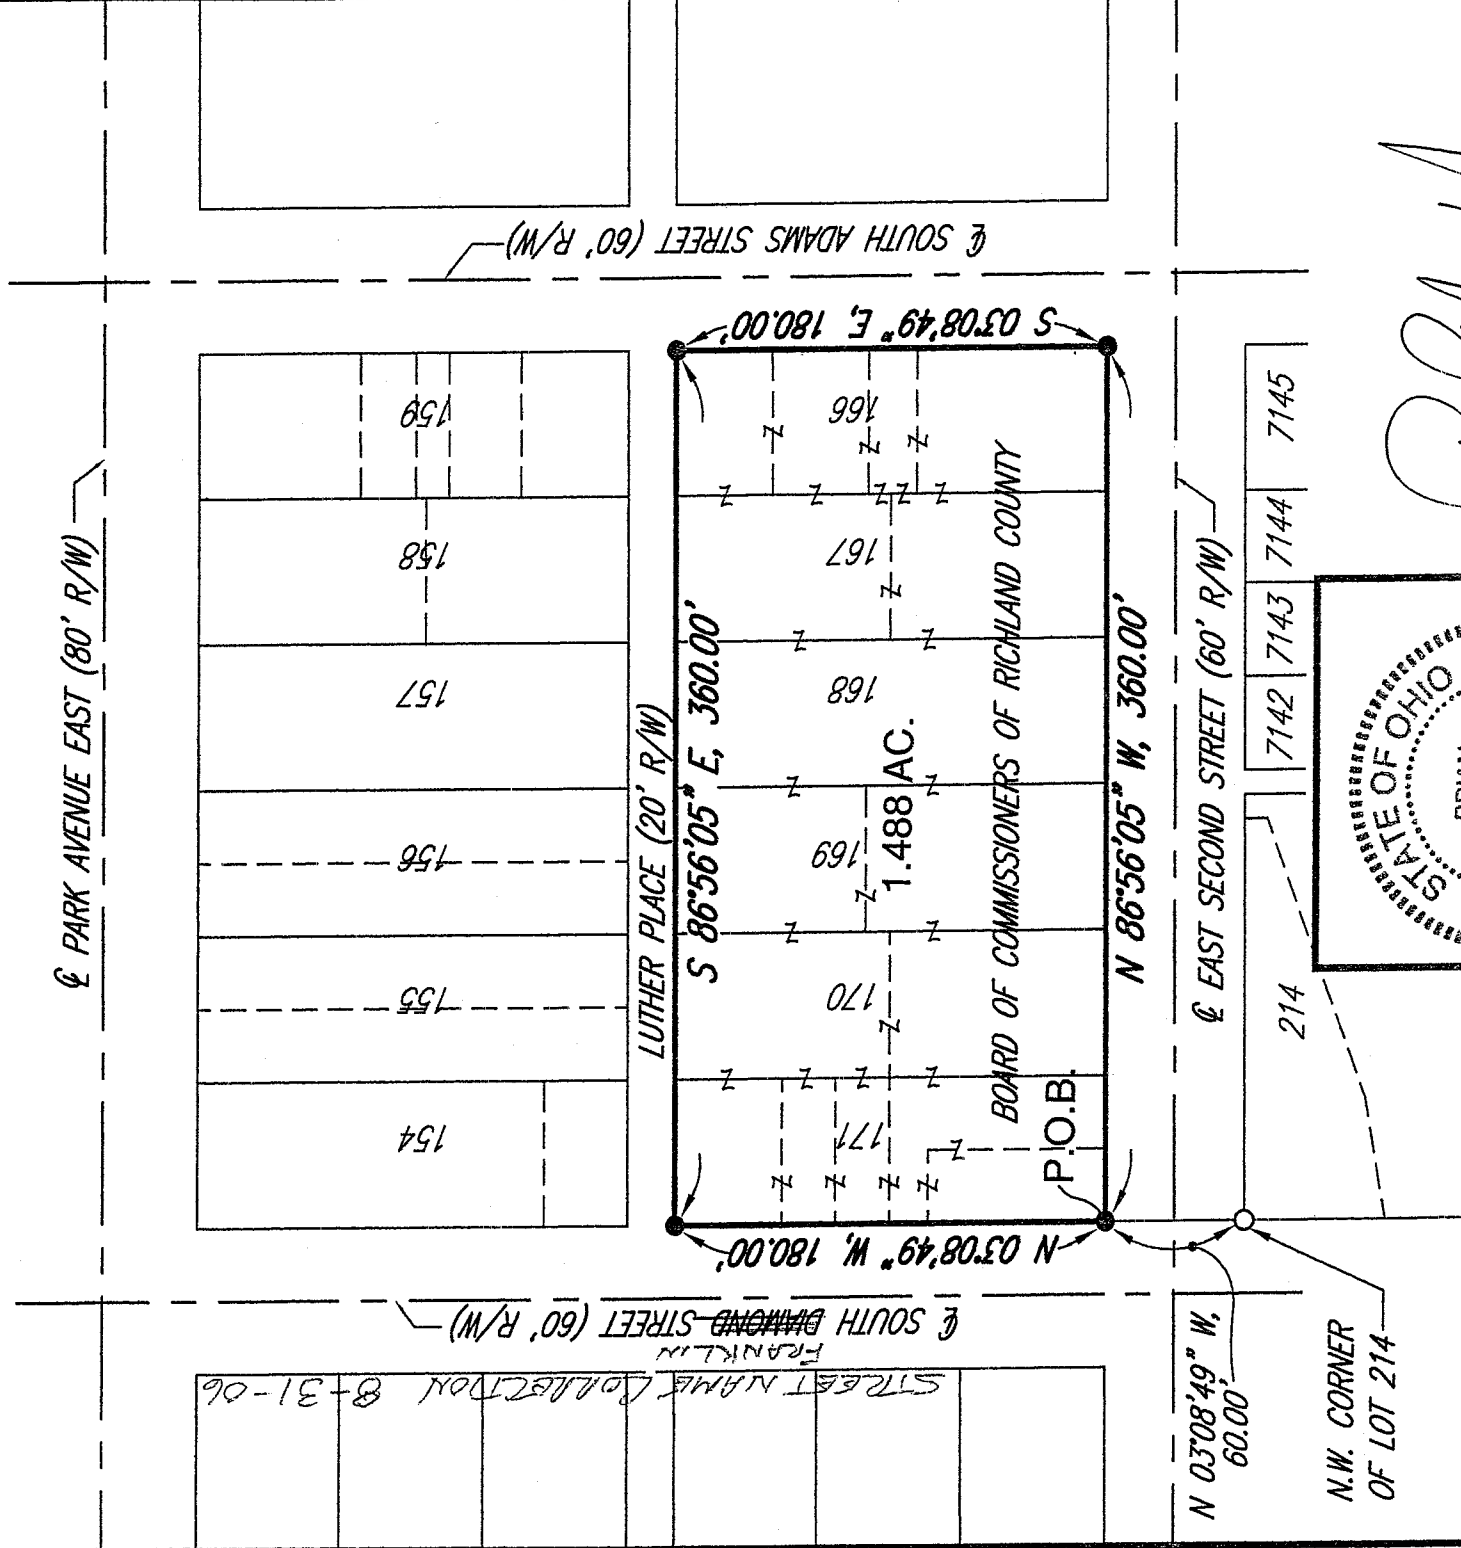 ℄ PARK AVENUE EAST (80' R/W)
159
158
157
156
155
154
LUTHER PLACE (20' R/W)
℄ SOUTH ADAMS STREET (60' R/W)
S 86°56'05" E, 360.00'
S 03°08'49" E, 180.00'
166
167
168
169
170
171
1.488 AC.
BOARD OF COMMISSIONERS OF RICHLAND COUNTY
P.O.B.
N 86°56'05" W, 360.00'
N 03°08'49" W, 180.00'
℄ SOUTH DIAMOND STREET (60' R/W)
FRANKLIN
STREET NAME CORRECTION 8-31-06
℄ EAST SECOND STREET (60' R/W)
7145
7144
7143
7142
214
N 03°08'49" W,
60.00'
N.W. CORNER
OF LOT 214
STATE OF OHIO